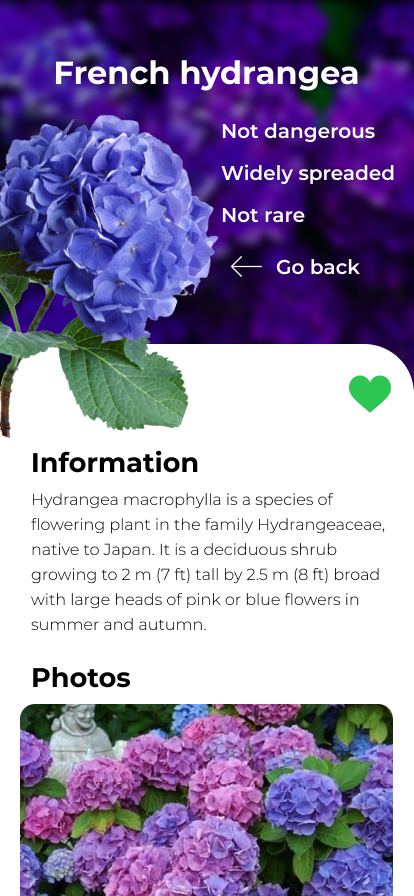 French hydrangea
Not dangerous
Widely spreaded
Not rare
Go back
Information
Hydrangea macrophylla is a species of
flowering plant in the family Hydrangeaceae,
native to Japan. It is a deciduous shrub
growing to 2 m (7 ft) tall by 2.5 m (8 ft) broad
with large heads of pink or blue flowers in
summer and autumn.
Photos